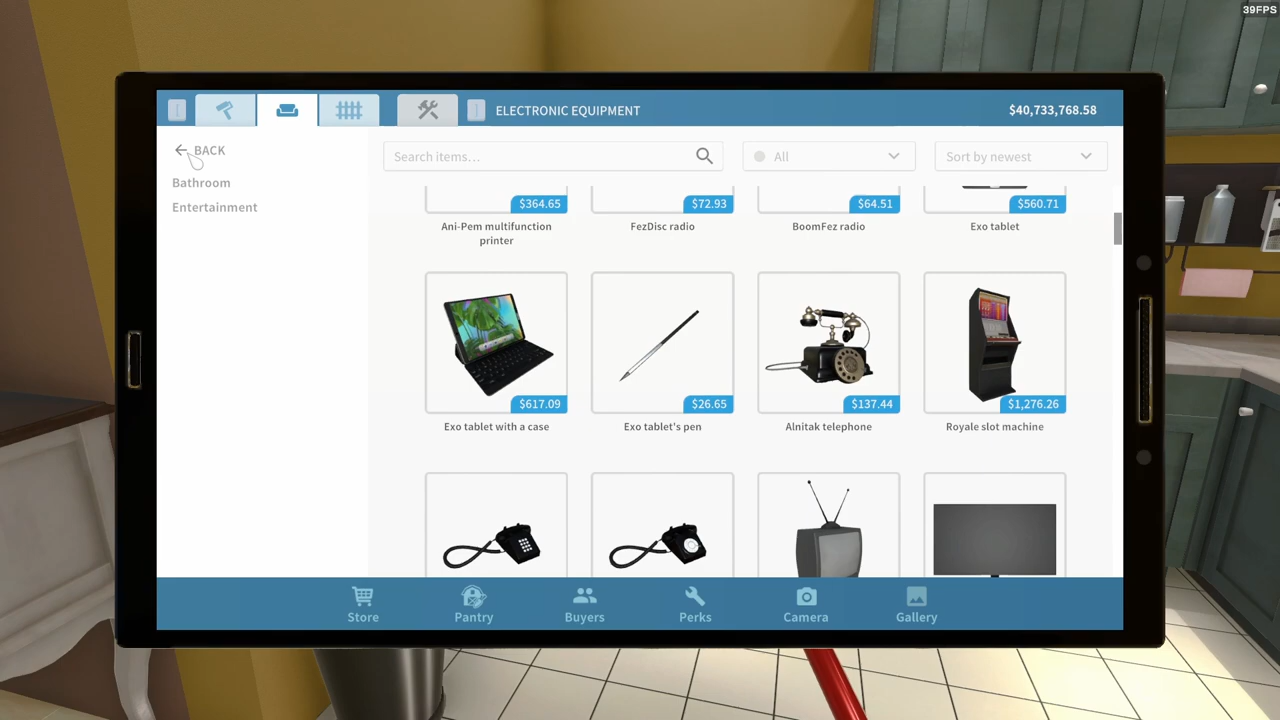 39FPS
ELECTRONIC EQUIPMENT
$40,733,768.58
BACK
Bathroom
Entertainment
Search items...
All
Sort by newest
$364.65
$72.93
$64.51
$560.71
Ani-Pem multifunction
printer
FezDisc radio
BoomFez radio
Exo tablet
$617.09
$26.65
$137.44
$1,276.26
Exo tablet with a case
Exo tablet's pen
Alnitak telephone
Royale slot machine
Store
Pantry
Buyers
Perks
Camera
Gallery